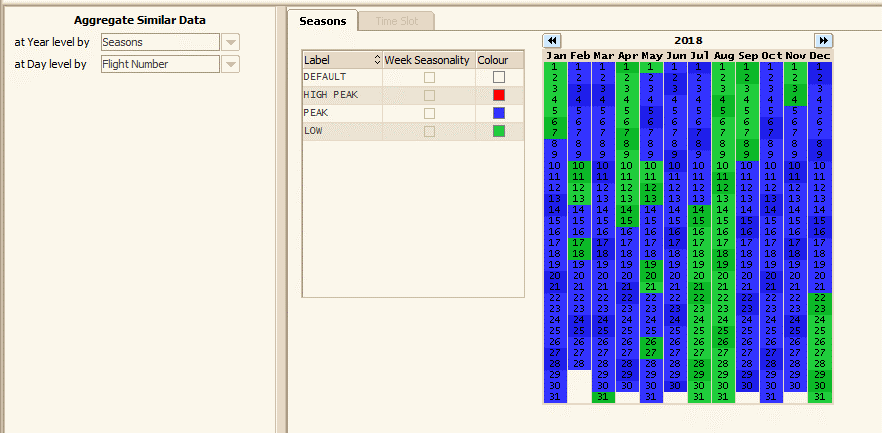 Aggregate Similar Data
at Year level by Seasons
at Day level by Flight Number
Seasons Time Slot
Label Week Seasonality Colour
DEFAULT
HIGH PEAK
PEAK
LOW
2018
Jan Feb Mar Apr May Jun Jul Aug Sep Oct Nov Dec
1 1 1 1 1 1 1 1 1 1 1 1
2 2 2 2 2 2 2 2 2 2 2 2
3 3 3 3 3 3 3 3 3 3 3 3
4 4 4 4 4 4 4 4 4 4 4 4
5 5 5 5 5 5 5 5 5 5 5 5
6 6 6 6 6 6 6 6 6 6 6 6
7 7 7 7 7 7 7 7 7 7 7 7
8 8 8 8 8 8 8 8 8 8 8 8
9 9 9 9 9 9 9 9 9 9 9 9
10 10 10 10 10 10 10 10 10 10 10 10
11 11 11 11 11 11 11 11 11 11 11 11
12 12 12 12 12 12 12 12 12 12 12 12
13 13 13 13 13 13 13 13 13 13 13 13
14 14 14 14 14 14 14 14 14 14 14 14
15 15 15 15 15 15 15 15 15 15 15 15
16 16 16 16 16 16 16 16 16 16 16 16
17 17 17 17 17 17 17 17 17 17 17 17
18 18 18 18 18 18 18 18 18 18 18 18
19 19 19 19 19 19 19 19 19 19 19 19
20 20 20 20 20 20 20 20 20 20 20 20
21 21 21 21 21 21 21 21 21 21 21 21
22 22 22 22 22 22 22 22 22 22 22 22
23 23 23 23 23 23 23 23 23 23 23 23
24 24 24 24 24 24 24 24 24 24 24 24
25 25 25 25 25 25 25 25 25 25 25 25
26 26 26 26 26 26 26 26 26 26 26 26
27 27 27 27 27 27 27 27 27 27 27 27
28 28 28 28 28 28 28 28 28 28 28 28
29 29 29 29 29 29 29 29 29 29 29
30 30 30 30 30 30 30 30 30 30 30
31 31 31 31 31 31 31